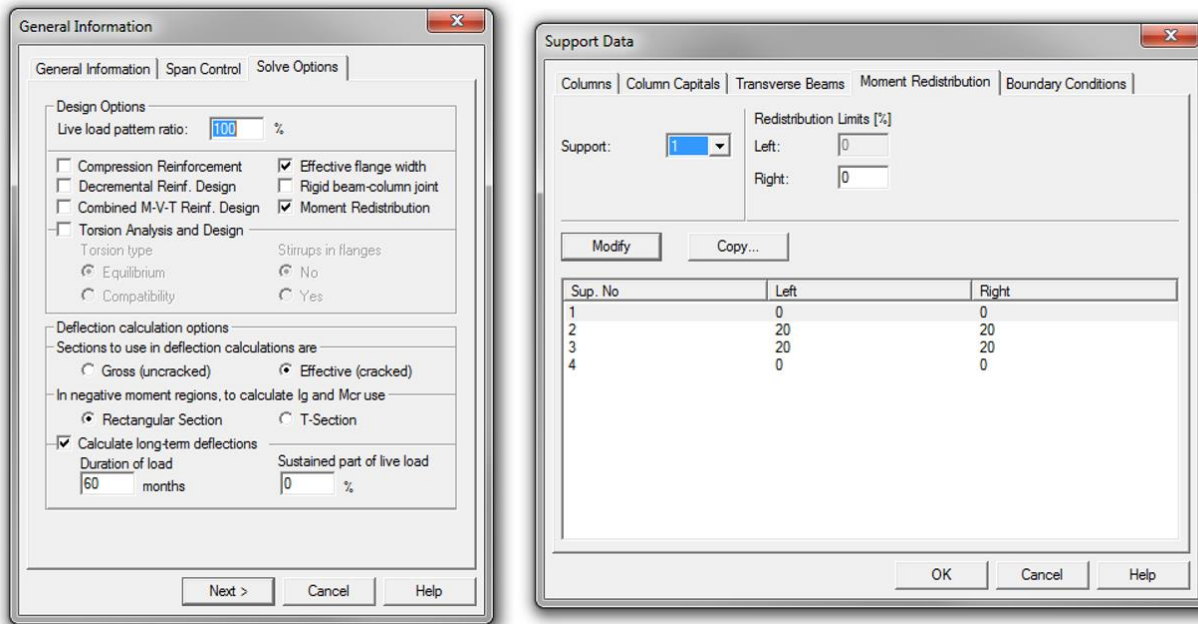 General Information
General Information Span Control Solve Options
Design Options
Live load pattern ratio: 100 %
Compression Reinforcement Effective flange width
Decremental Reinf. Design Rigid beam-column joint
Combined M-V-T Reinf. Design Moment Redistribution
Torsion Analysis and Design
Torsion type Stirrups in flanges
Equilibrium No
Compatibility Yes
Deflection calculation options
Sections to use in deflection calculations are
Gross (uncracked) Effective (cracked)
In negative moment regions, to calculate Ig and Mcr use
Rectangular Section T-Section
Calculate long-term deflections
Duration of load Sustained part of live load
60 months 0 %
Next > Cancel Help
Support Data
Columns Column Capitals Transverse Beams Moment Redistribution Boundary Conditions
Redistribution Limits [%]
Support: 1 Left: 0
Right: 0
Modify Copy...
Sup. No Left Right
1 0 0
2 20 20
3 20 20
4 0 0
OK Cancel Help